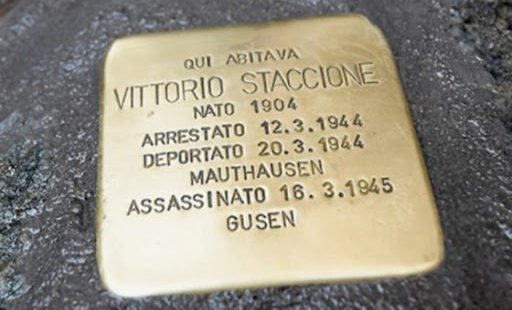 QUI ABITAVA
VITTORIO STACCIONE
NATO 1904
ARRESTATO 12.3.1944
DEPORTATO 20.3.1944
MAUTHAUSEN
ASSASSINATO 16.3.1945
GUSEN